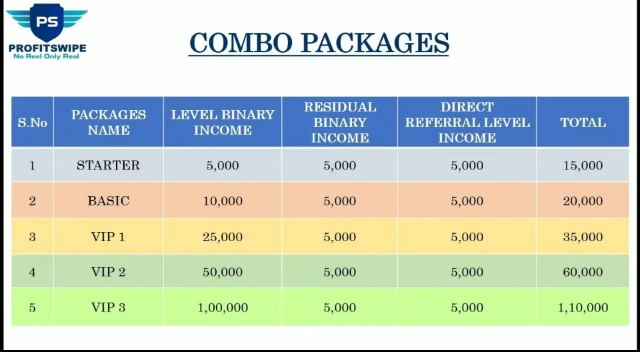 PS
PROFITSWIPE
No Reel Only Real
COMBO PACKAGES
S.No PACKAGES NAME LEVEL BINARY INCOME RESIDUAL BINARY INCOME DIRECT REFERRAL LEVEL INCOME TOTAL
1 STARTER 5,000 5,000 5,000 15,000
2 BASIC 10,000 5,000 5,000 20,000
3 VIP 1 25,000 5,000 5,000 35,000
4 VIP 2 50,000 5,000 5,000 60,000
5 VIP 3 1,00,000 5,000 5,000 1,10,000